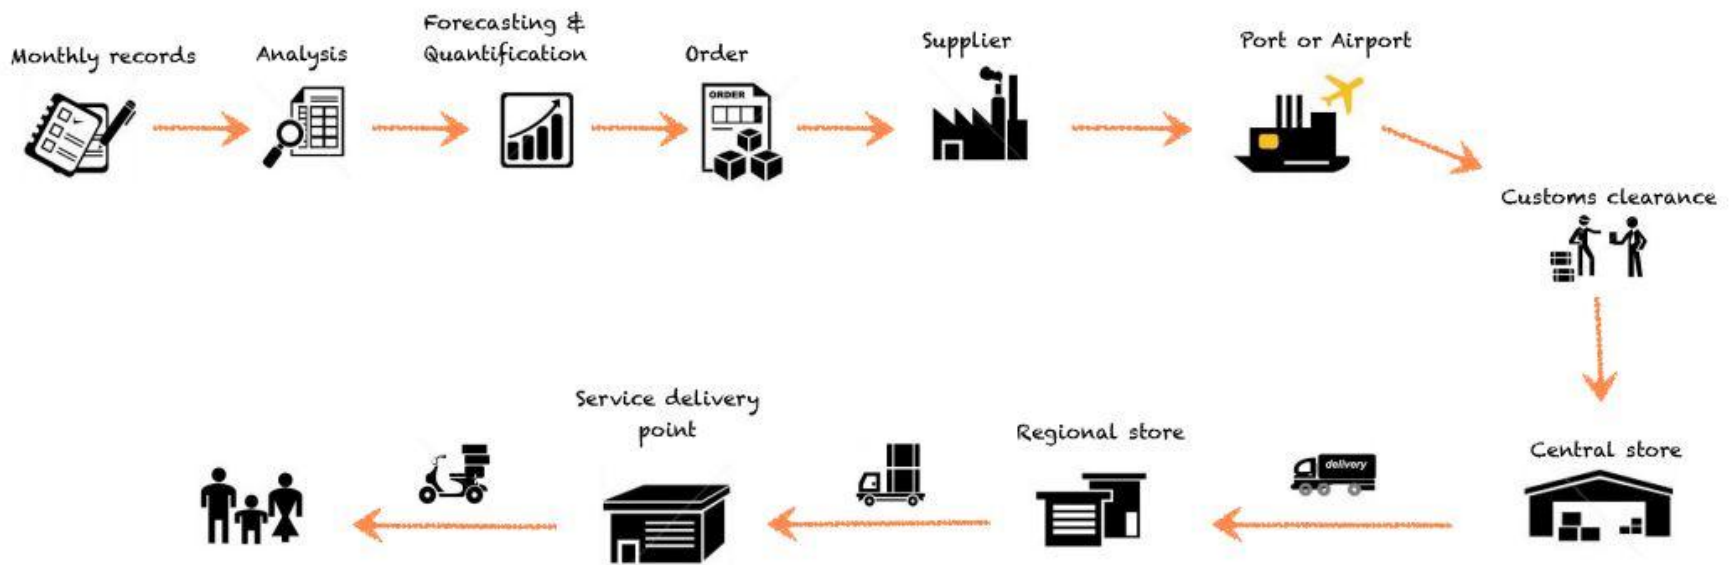 Monthly records
Analysis
Forecasting &
Quantification
Order
ORDER
Supplier
Port or Airport
Customs clearance
Central store
delivery
Regional store
Service delivery
point